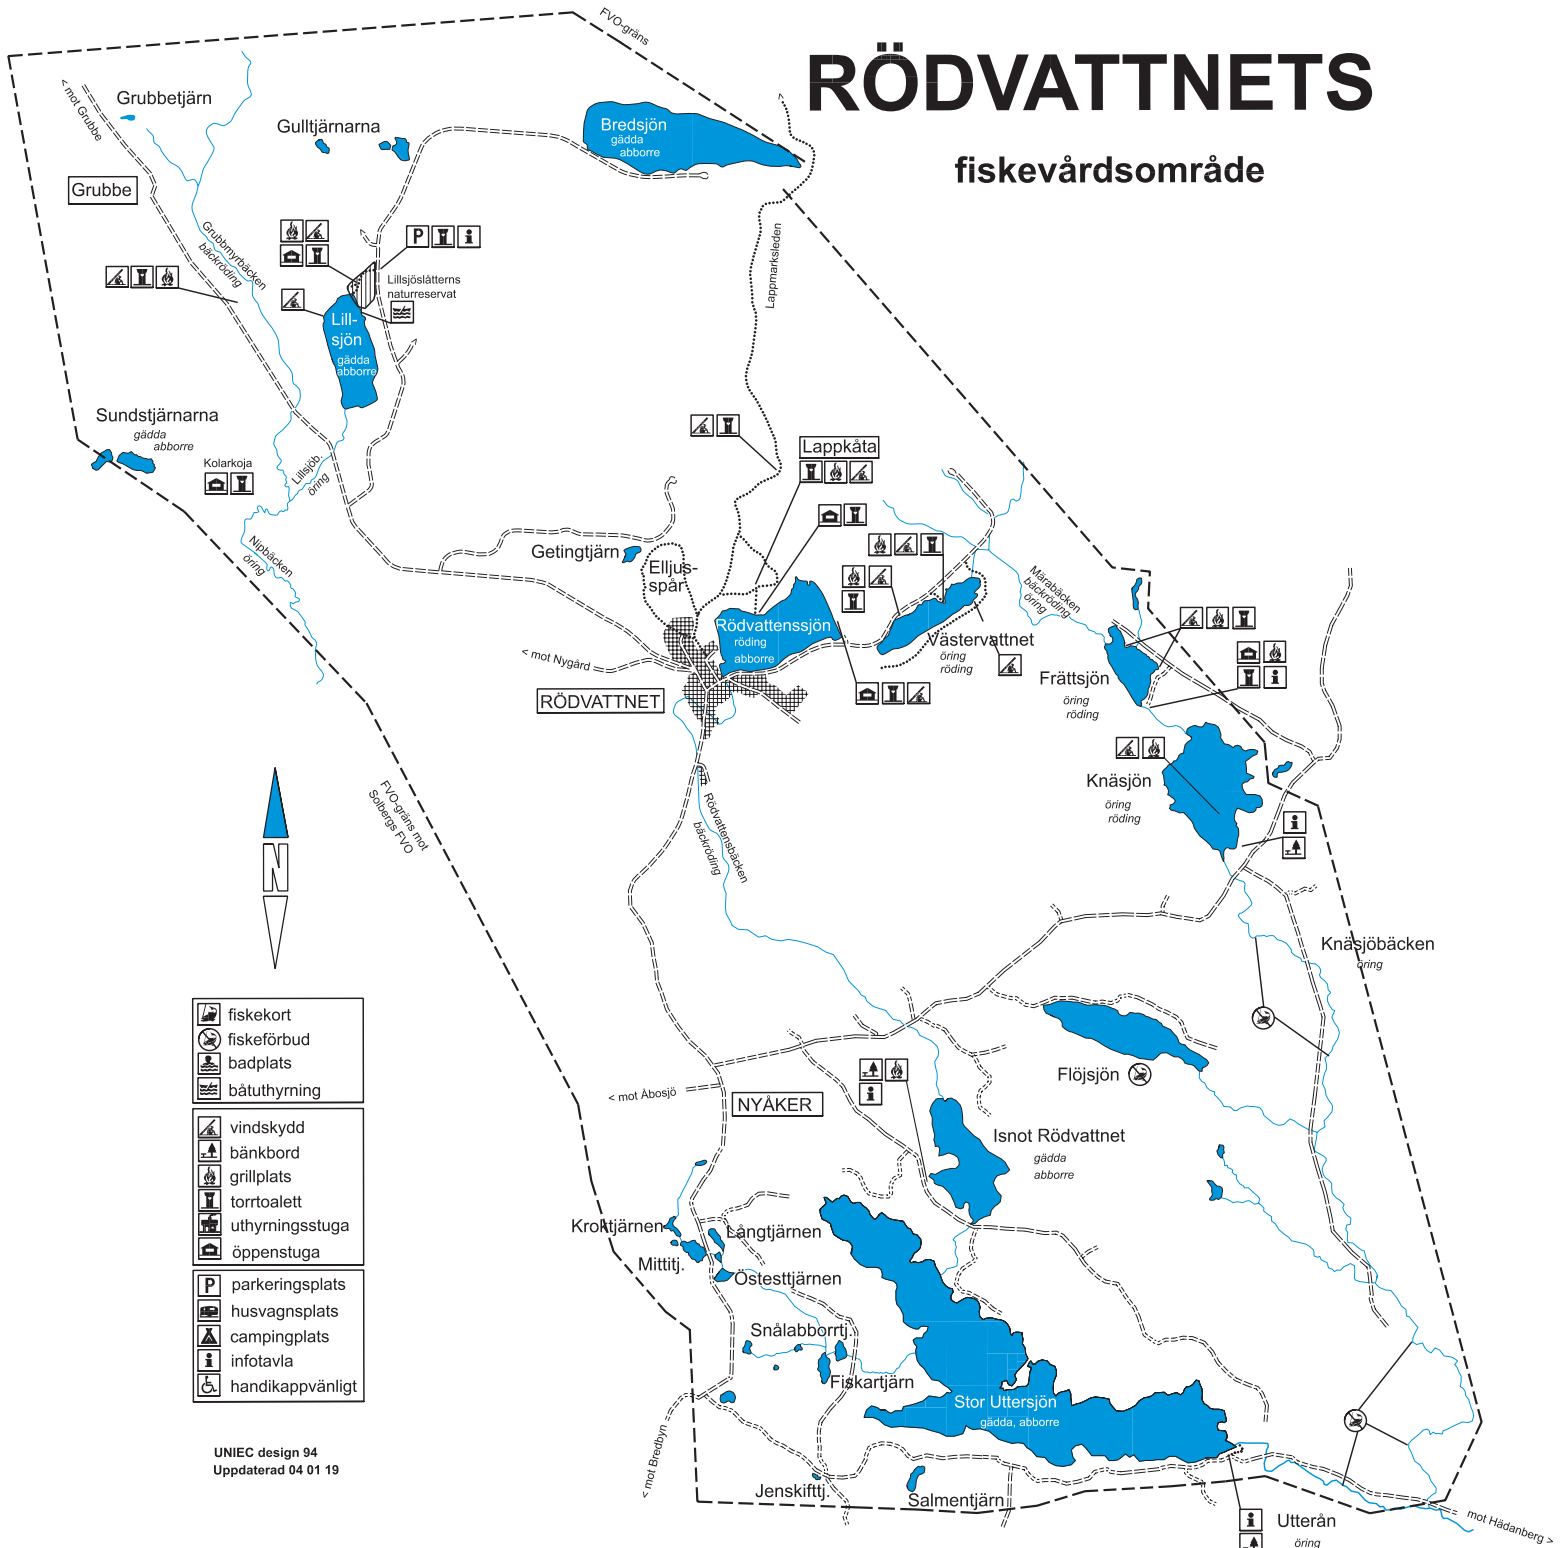 RÖDVATTNETS
fiskevårdsområde
FVO-gräns
< mot Grubbe
Grubbetjärn
Gulltjärnarna
Bredsjön
gädda
abborre
Grubbe
Grubbmyrbäcken
bäckröding
P
i
Lillsjöslåtterns
naturreservat
Lappmarksleden
Lill-
sjön
gädda
abborre
Sundstjärnarna
gädda
abborre
Kolarkoja
Lillsjöb.
öring
Lappkåta
Nipbäcken
öring
Getingtjärn
Elljus-
spår
Märabäcken
bäckröding
öring
Rödvattenssjön
röding
abborre
Västervattnet
öring
röding
< mot Nygård
RÖDVATTNET
Frättsjön
öring
röding
i
Knäsjön
öring
röding
i
FVO-gräns mot
Solbergs FVO
Rödvattensbäcken
bäckröding
N
Knäsjöbäcken
öring
fiskekort
fiskeförbud
badplats
båtuthyrning
vindskydd
bänkbord
grillplats
torrtoalett
uthyrningsstuga
öppenstuga
P parkeringsplats
husvagnsplats
campingplats
i infotavla
handikappvänligt
Flöjsjön
i
< mot Åbosjö
NYÅKER
Isnot Rödvattnet
gädda
abborre
Kroktjärnen
Långtjärnen
Mittitj.
Östesttjärnen
Snålabborrtj.
Fiskartjärn
Stor Uttersjön
gädda, abborre
< mot Bredbyn
Jenskifttj.
Salmentjärn
UNIEC design 94
Uppdaterad 04 01 19
i
Utterån
öring
mot Hädanberg >